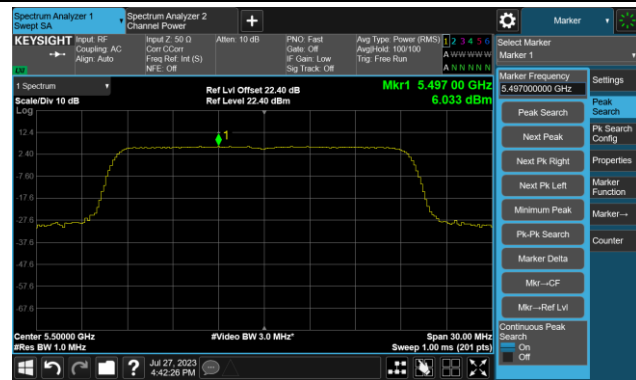 Spectrum Analyzer 1
Swept SA
Spectrum Analyzer 2
Channel Power
Marker
KEYSIGHT
Input: RF
Coupling: AC
Align: Auto
Input Z: 50 Ω
Corr CCorr
Freq Ref: Int (S)
NFE: Off
Atten: 10 dB
PNO: Fast
Gate: Off
IF Gain: Low
Sig Track: Off
Avg Type: Power (RMS)
Avg|Hold: 100/100
Trig: Free Run
1 2 3 4 5 6
A W W W W W
A N N N N N
LW
Select Marker
Marker 1
1 Spectrum
Scale/Div 10 dB
Log
Ref Lvl Offset 22.40 dB
Ref Level 22.40 dBm
Mkr1 5.497 00 GHz
6.033 dBm
1
12.4
2.40
-7.60
-17.6
-27.6
-37.6
-47.6
-57.6
-67.6
Center 5.50000 GHz
#Res BW 1.0 MHz
#Video BW 3.0 MHz*
Span 30.00 MHz
Sweep 1.00 ms (201 pts)
Marker Frequency
5.497000000 GHz
Peak Search
Next Peak
Next Pk Right
Next Pk Left
Minimum Peak
Pk-Pk Search
Marker Delta
Mkr→CF
Mkr→Ref Lvl
Continuous Peak
Search
On
Off
Settings
Peak
Search
Pk Search
Config
Properties
Marker
Function
Marker→
Counter
Jul 27, 2023
4:42:26 PM